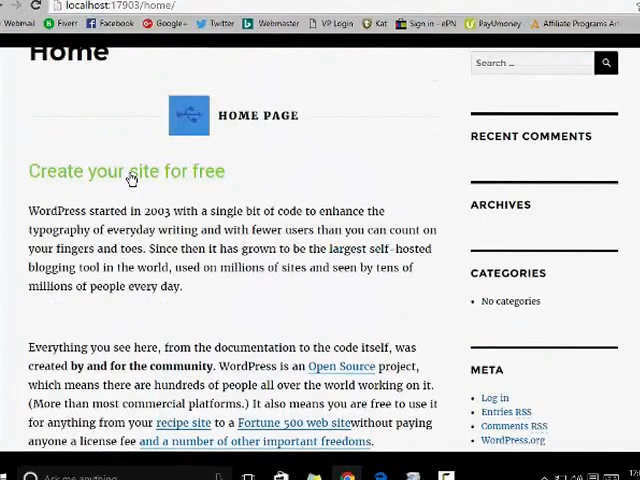 localhost:17903/home/
Webmail Fiverr Facebook Google+ Twitter Webmaster VP Login Kat Sign in - ePN PayUmoney Affiliate Programs
Home
Search …
HOME PAGE
RECENT COMMENTS
Create your site for free
ARCHIVES
WordPress started in 2003 with a single bit of code to enhance the
typography of everyday writing and with fewer users than you can count on
your fingers and toes. Since then it has grown to be the largest self-hosted
blogging tool in the world, used on millions of sites and seen by tens of
millions of people every day.
CATEGORIES
No categories
Everything you see here, from the documentation to the code itself, was
created by and for the community. WordPress is an Open Source project,
which means there are hundreds of people all over the world working on it.
(More than most commercial platforms.) It also means you are free to use it
for anything from your recipe site to a Fortune 500 web sitewithout paying
anyone a license fee and a number of other important freedoms.
META
Log in
Entries RSS
Comments RSS
WordPress.org
Ask me anything